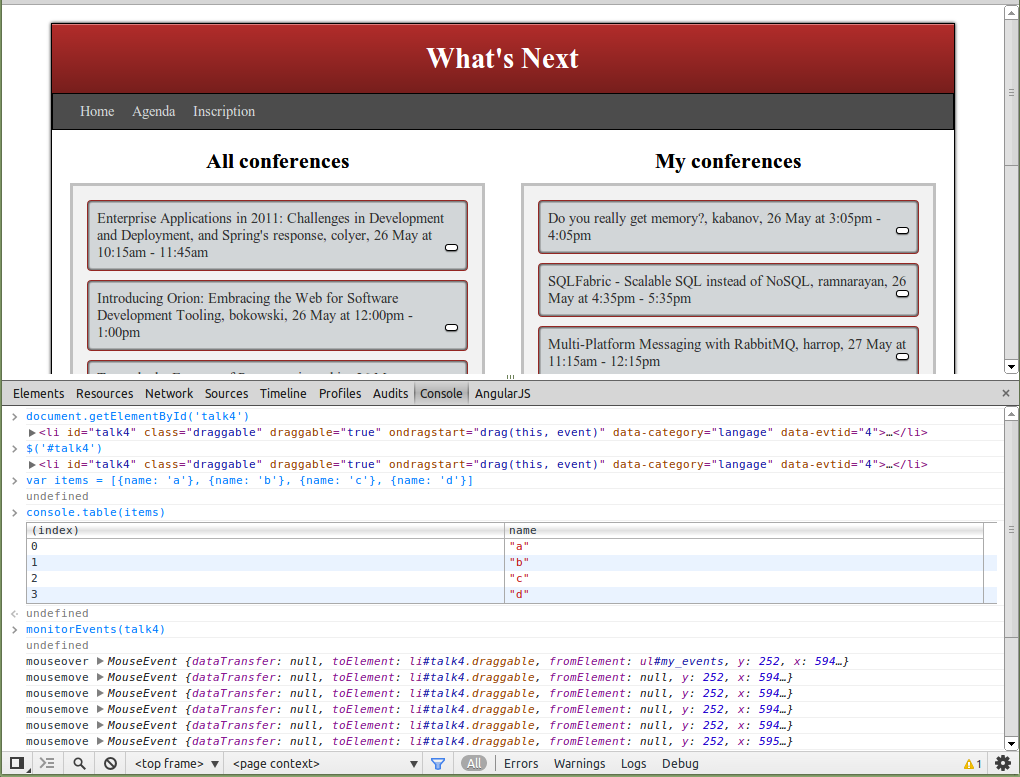 What's Next
Home Agenda Inscription
All conferences
Enterprise Applications in 2011: Challenges in Development
and Deployment, and Spring's response, colyer, 26 May at
10:15am - 11:45am
Introducing Orion: Embracing the Web for Software
Development Tooling, bokowski, 26 May at 12:00pm -
1:00pm
My conferences
Do you really get memory?, kabanov, 26 May at 3:05pm -
4:05pm
SQLFabric - Scalable SQL instead of NoSQL, ramnarayan, 26
May at 4:35pm - 5:35pm
Multi-Platform Messaging with RabbitMQ, harrop, 27 May at
11:15am - 12:15pm
Elements Resources Network Sources Timeline Profiles Audits Console AngularJS ×
> document.getElementById('talk4')
▶<li id="talk4" class="draggable" draggable="true" ondragstart="drag(this, event)" data-category="langage" data-evtid="4">…</li>
> $('#talk4')
▶<li id="talk4" class="draggable" draggable="true" ondragstart="drag(this, event)" data-category="langage" data-evtid="4">…</li>
> var items = [{name: 'a'}, {name: 'b'}, {name: 'c'}, {name: 'd'}]
undefined
> console.table(items)
(index) name
0 "a"
1 "b"
2 "c"
3 "d"
undefined
> monitorEvents(talk4)
undefined
mouseover ▶ MouseEvent {dataTransfer: null, toElement: li#talk4.draggable, fromElement: ul#my_events, y: 252, x: 594…}
mousemove ▶ MouseEvent {dataTransfer: null, toElement: li#talk4.draggable, fromElement: null, y: 252, x: 594…}
mousemove ▶ MouseEvent {dataTransfer: null, toElement: li#talk4.draggable, fromElement: null, y: 252, x: 594…}
mousemove ▶ MouseEvent {dataTransfer: null, toElement: li#talk4.draggable, fromElement: null, y: 252, x: 594…}
mousemove ▶ MouseEvent {dataTransfer: null, toElement: li#talk4.draggable, fromElement: null, y: 252, x: 594…}
mousemove ▶ MouseEvent {dataTransfer: null, toElement: li#talk4.draggable, fromElement: null, y: 252, x: 595…}
<top frame> ▼ <page context> ▼ All Errors Warnings Logs Debug 1